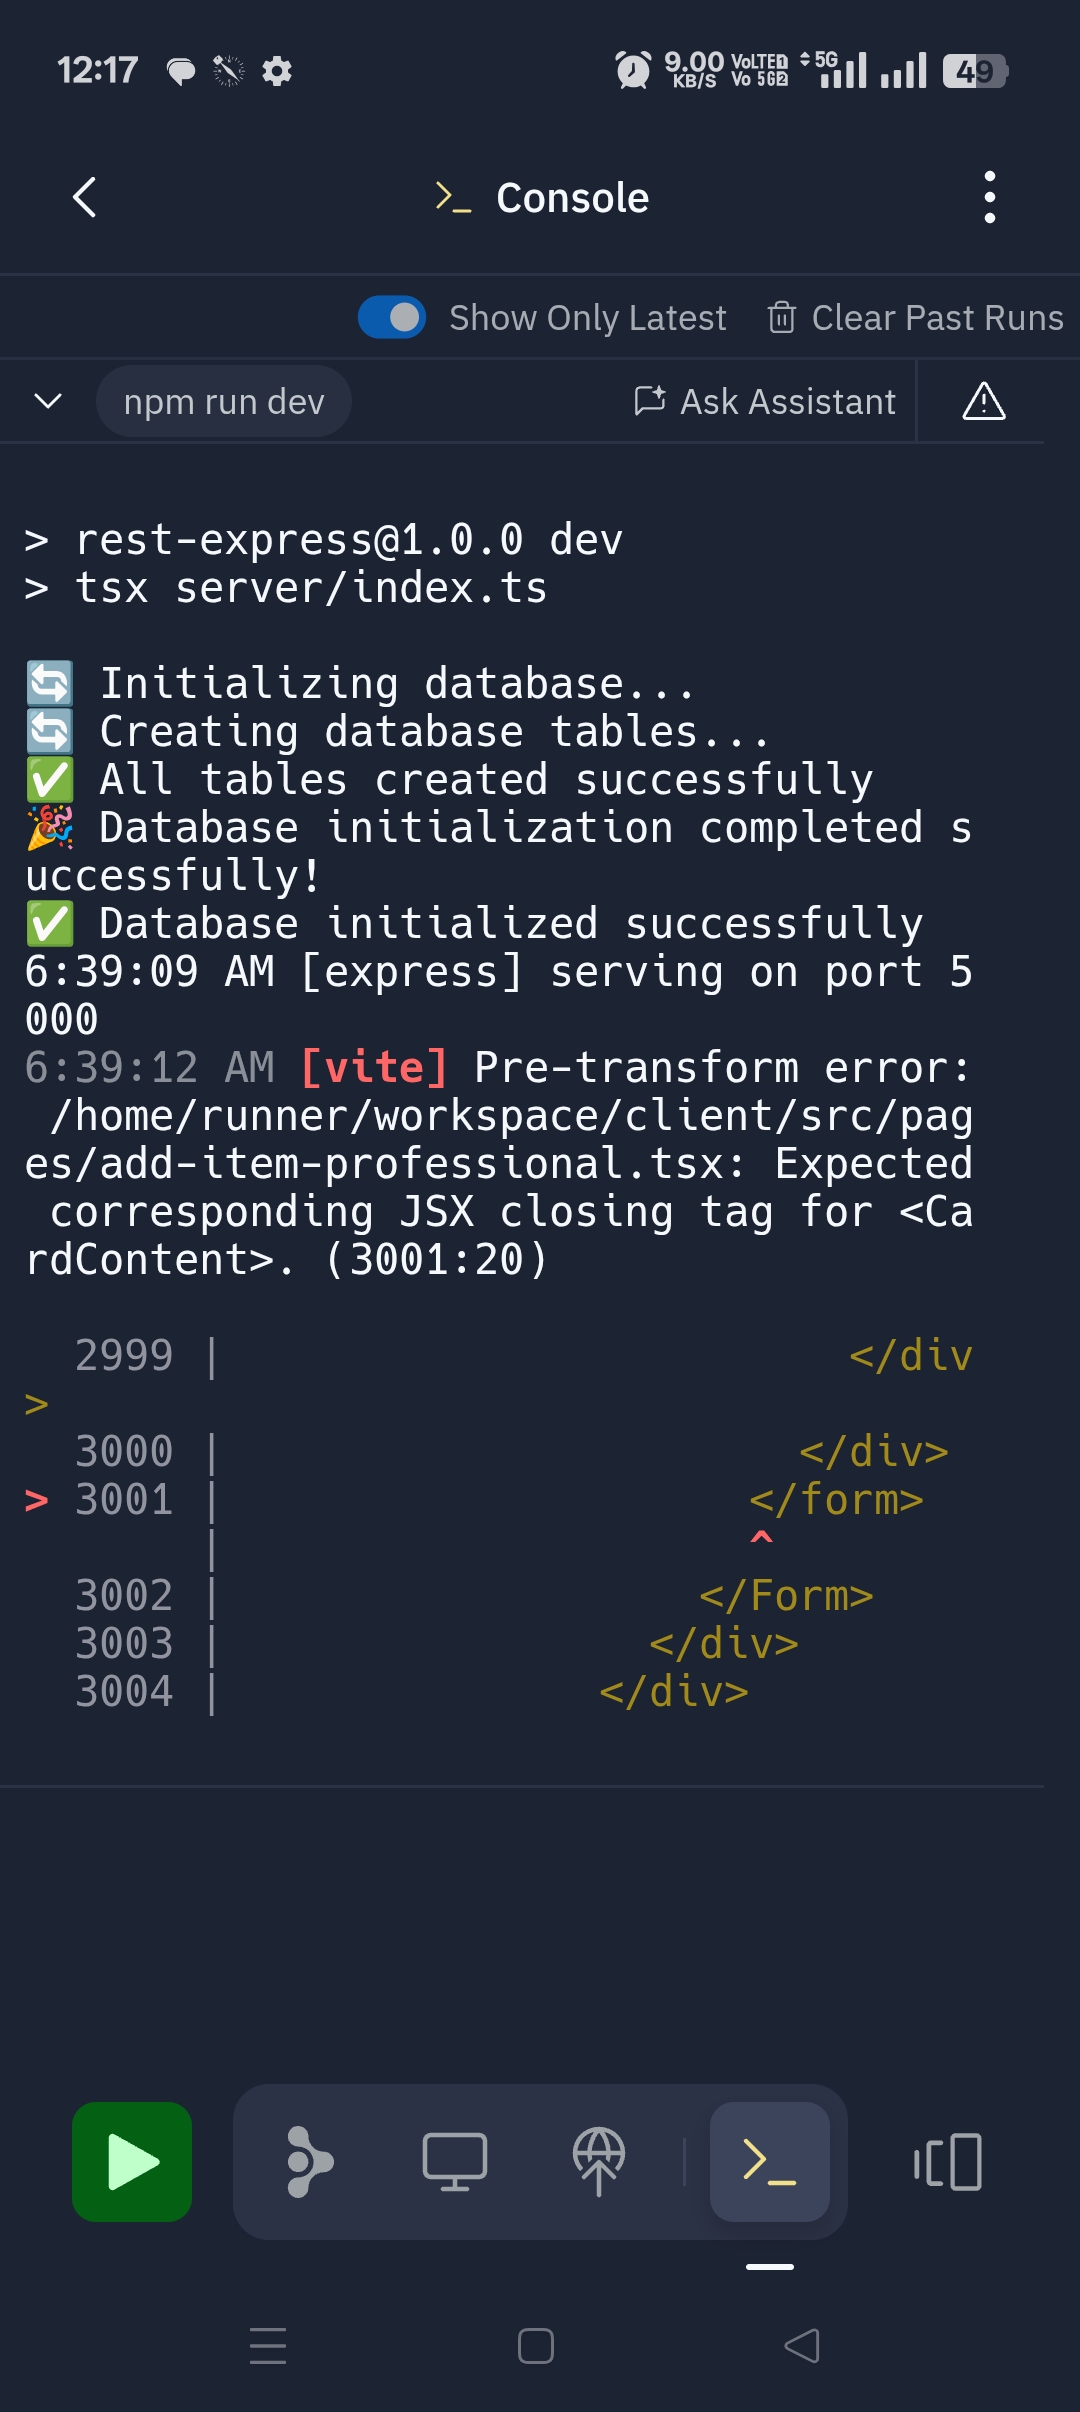 12:17
9.00 KB/S VoLTE1 Vo 5G2 5G 49
Console
Show Only Latest Clear Past Runs
npm run dev Ask Assistant
> rest-express@1.0.0 dev
> tsx server/index.ts
🔄 Initializing database...
🔄 Creating database tables...
✅ All tables created successfully
🎉 Database initialization completed s
uccessfully!
✅ Database initialized successfully
6:39:09 AM [express] serving on port 5
000
6:39:12 AM [vite] Pre-transform error:
/home/runner/workspace/client/src/pag
es/add-item-professional.tsx: Expected
corresponding JSX closing tag for <Ca
rdContent>. (3001:20)
2999 | </div
>
3000 | </div>
> 3001 | </form>
| ^
3002 | </Form>
3003 | </div>
3004 | </div>